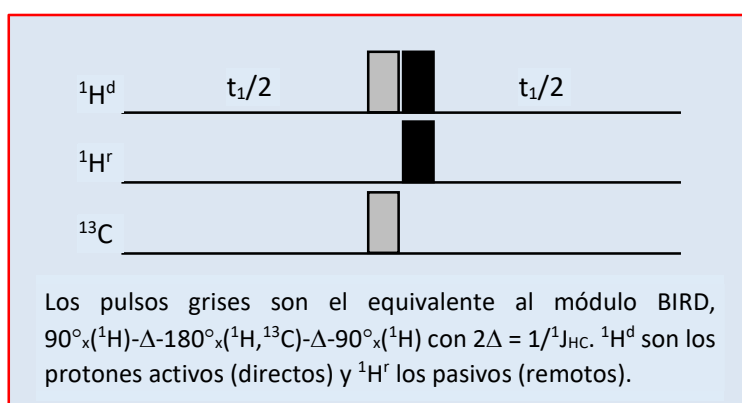 ¹Hᵈ
t₁/2
t₁/2
¹Hʳ
¹³C
Los pulsos grises son el equivalente al módulo BIRD,
90°ₓ(¹H)-Δ-180°ₓ(¹H,¹³C)-Δ-90°ₓ(¹H) con 2Δ = 1/¹J_HC. ¹Hᵈ son los
protones activos (directos) y ¹Hʳ los pasivos (remotos).